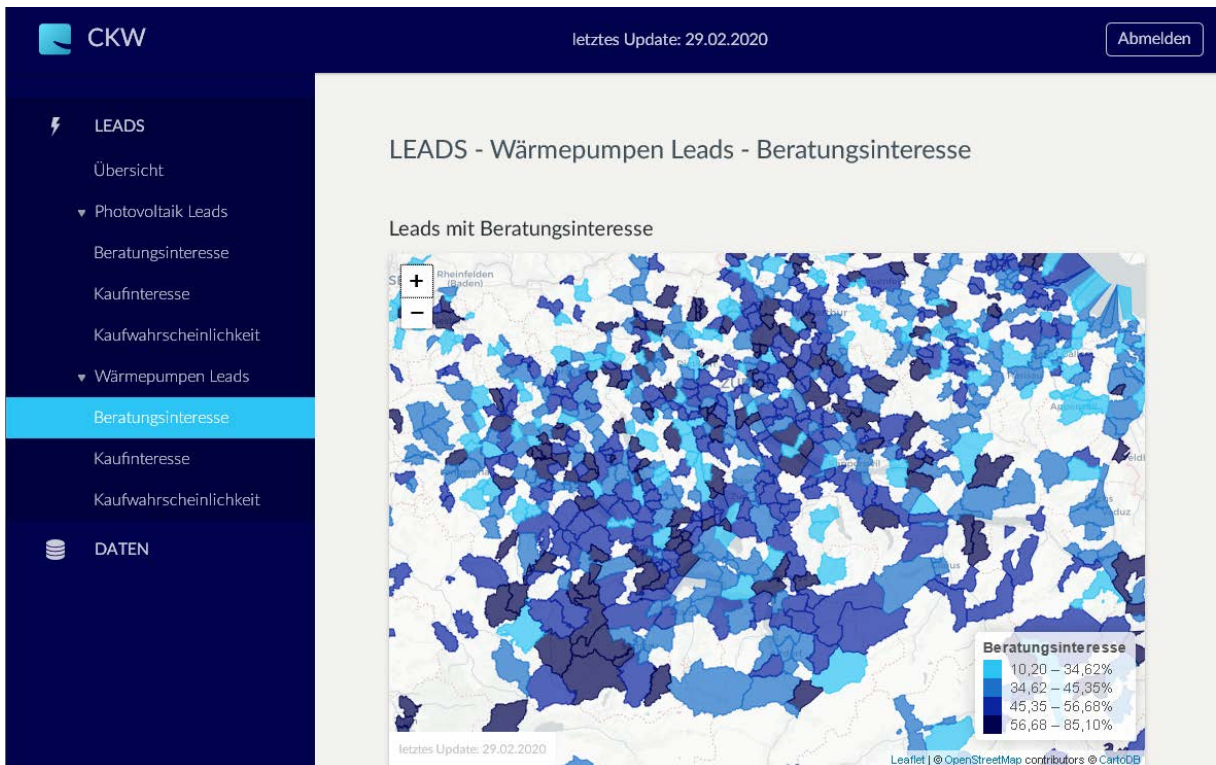 CKW
letztes Update: 29.02.2020
Abmelden
LEADS
Übersicht
Photovoltaik Leads
Beratungsinteresse
Kaufinteresse
Kaufwahrscheinlichkeit
Wärmepumpen Leads
Beratungsinteresse
Kaufinteresse
Kaufwahrscheinlichkeit
DATEN
LEADS - Wärmepumpen Leads - Beratungsinteresse
Leads mit Beratungsinteresse
+
−
Rheinfelden
(Baden)
Beratungsinteresse
10,20 – 34,62%
34,62 – 45,35%
45,35 – 56,68%
56,68 – 85,10%
letztes Update: 29.02.2020
Leaflet | © OpenStreetMap contributors © CartoDB